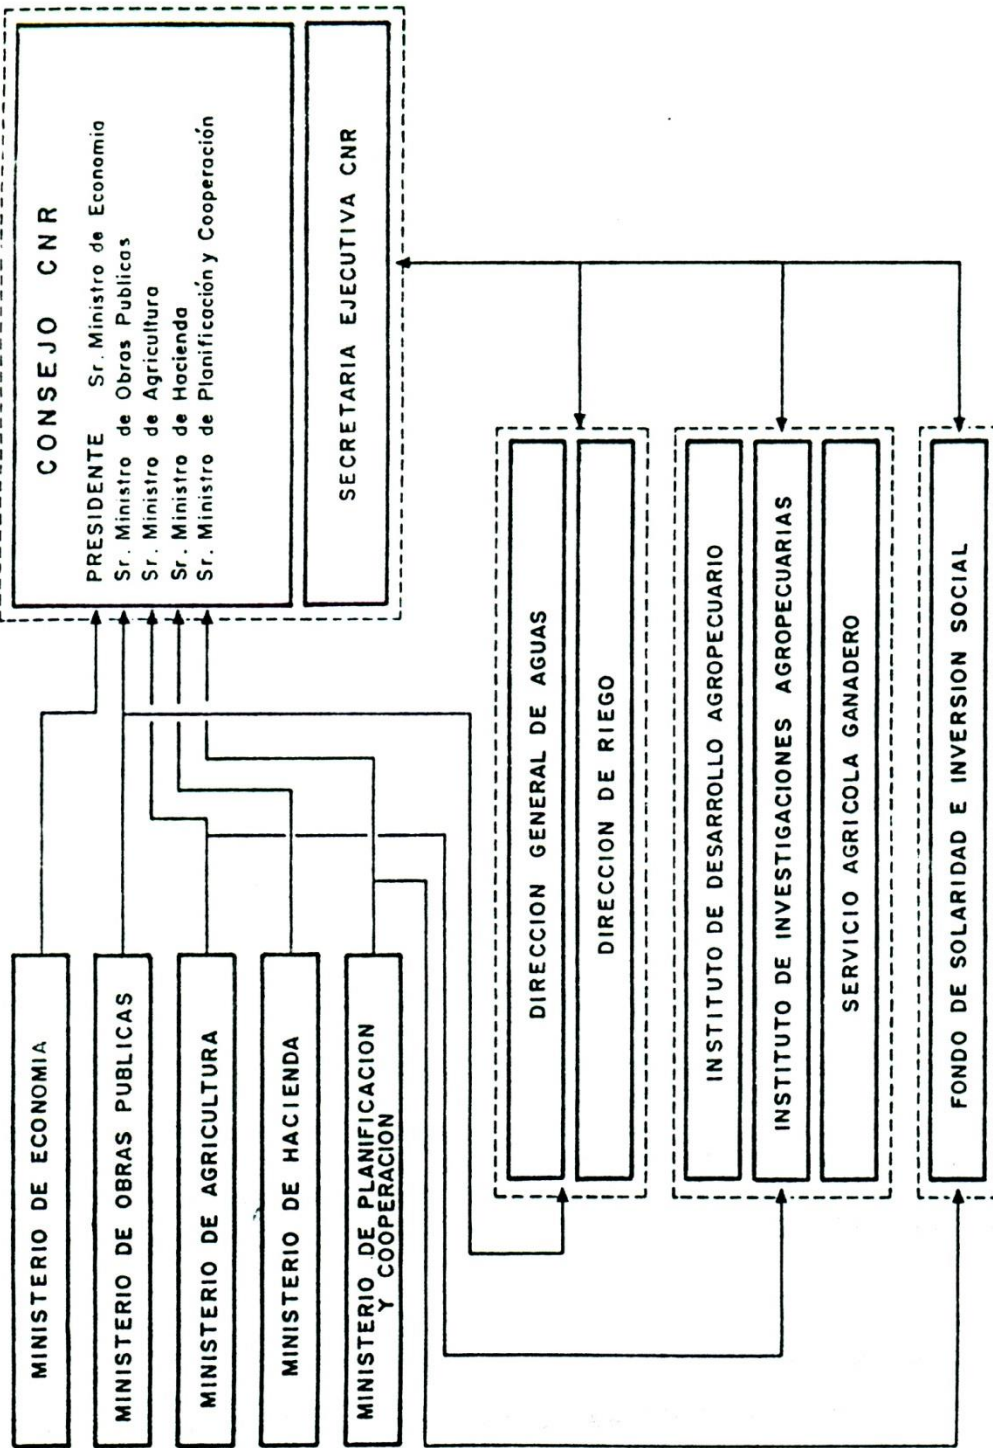 MINISTERIO DE ECONOMIA
MINISTERIO DE OBRAS PUBLICAS
MINISTERIO DE AGRICULTURA
MINISTERIO DE HACIENDA
MINISTERIO DE PLANIFICACION
Y COOPERACION
CONSEJO CNR
PRESIDENTE Sr. Ministro de Economia
Sr. Ministro de Obras Publicas
Sr. Ministro de Agricultura
Sr. Ministro de Hacienda
Sr. Ministro de Planificación y Cooperación
SECRETARIA EJECUTIVA CNR
DIRECCION GENERAL DE AGUAS
DIRECCION DE RIEGO
INSTITUTO DE DESARROLLO AGROPECUARIO
INSTITUTO DE INVESTIGACIONES AGROPECUARIAS
SERVICIO AGRICOLA GANADERO
FONDO DE SOLARIDAD E INVERSION SOCIAL